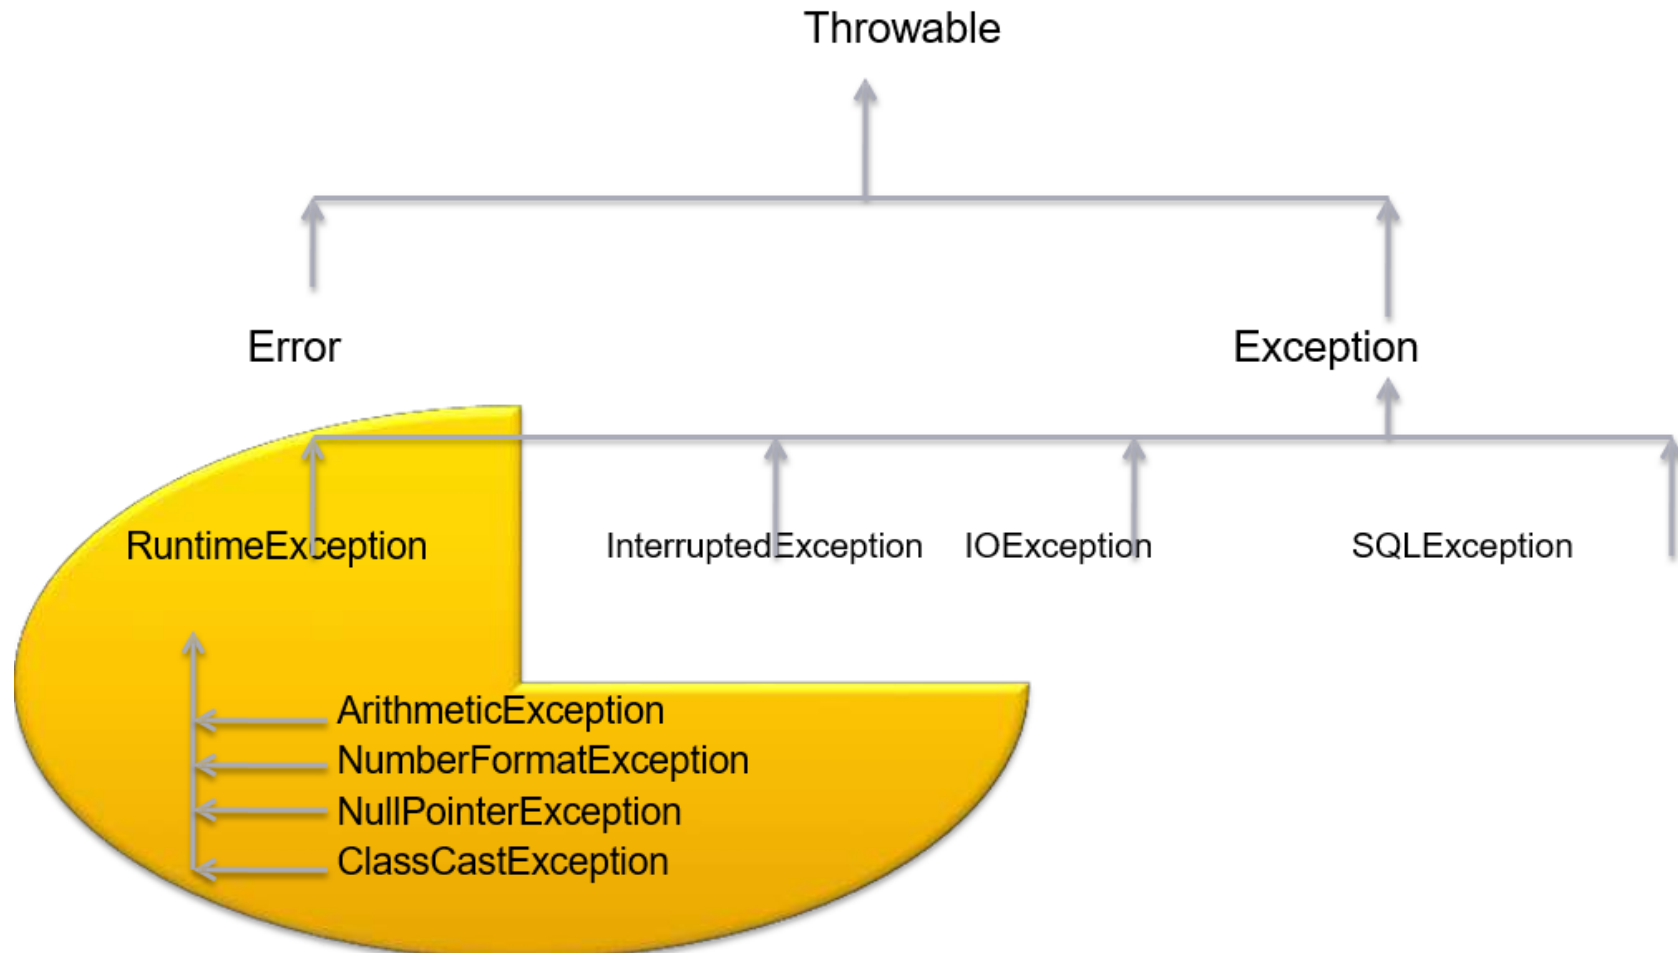 Throwable
Error
Exception
RuntimeException
InterruptedException
IOException
SQLException
ArithmeticException
NumberFormatException
NullPointerException
ClassCastException